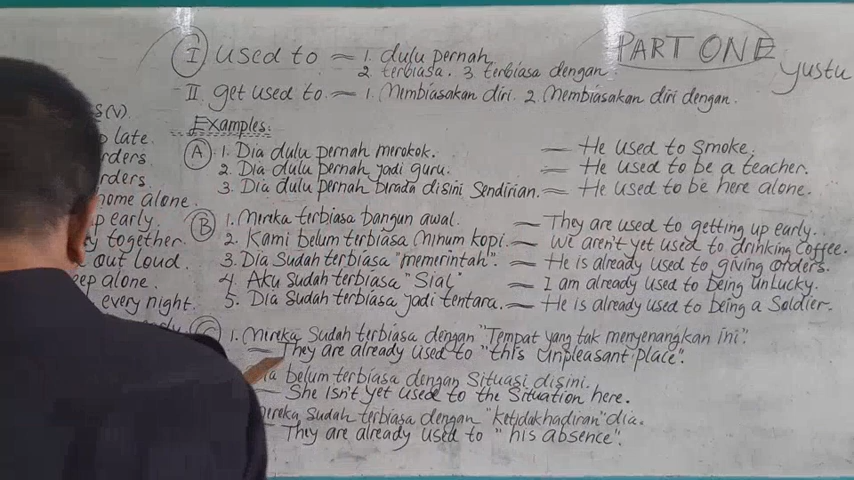 PART ONE
yustu
I used to = 1. dulu pernah
2. terbiasa. 3 terbiasa dengan
II get used to = 1. Membiasakan diri. 2 Membiasakan diri dengan.
Examples:
A 1. Dia dulu pernah merokok. = He used to smoke.
2. Dia dulu pernah jadi guru. = He used to be a teacher.
3. Dia dulu pernah berada disini sendirian. = He used to be here alone.
B 1. Mereka terbiasa bangun awal. — They are used to getting up early.
2. Kami belum terbiasa minum kopi. — We aren't yet used to drinking coffee.
3. Dia sudah terbiasa "memerintah". — He is already used to giving orders.
4. Aku sudah terbiasa "Sial" — I am already used to being unlucky.
5. Dia sudah terbiasa jadi tentara. — He is already used to being a soldier.
C 1. Mereka sudah terbiasa dengan "Tempat yang tak menyenangkan ini".
= They are already used to "this unpleasant place".
belum terbiasa dengan situasi disini.
— She isn't yet used to the situation here.
sudah terbiasa dengan "ketidakhadiran" dia.
They are already used to "his absence".
s(v).
late.
home alone.
early.
together.
out loud.
alone.
every night.